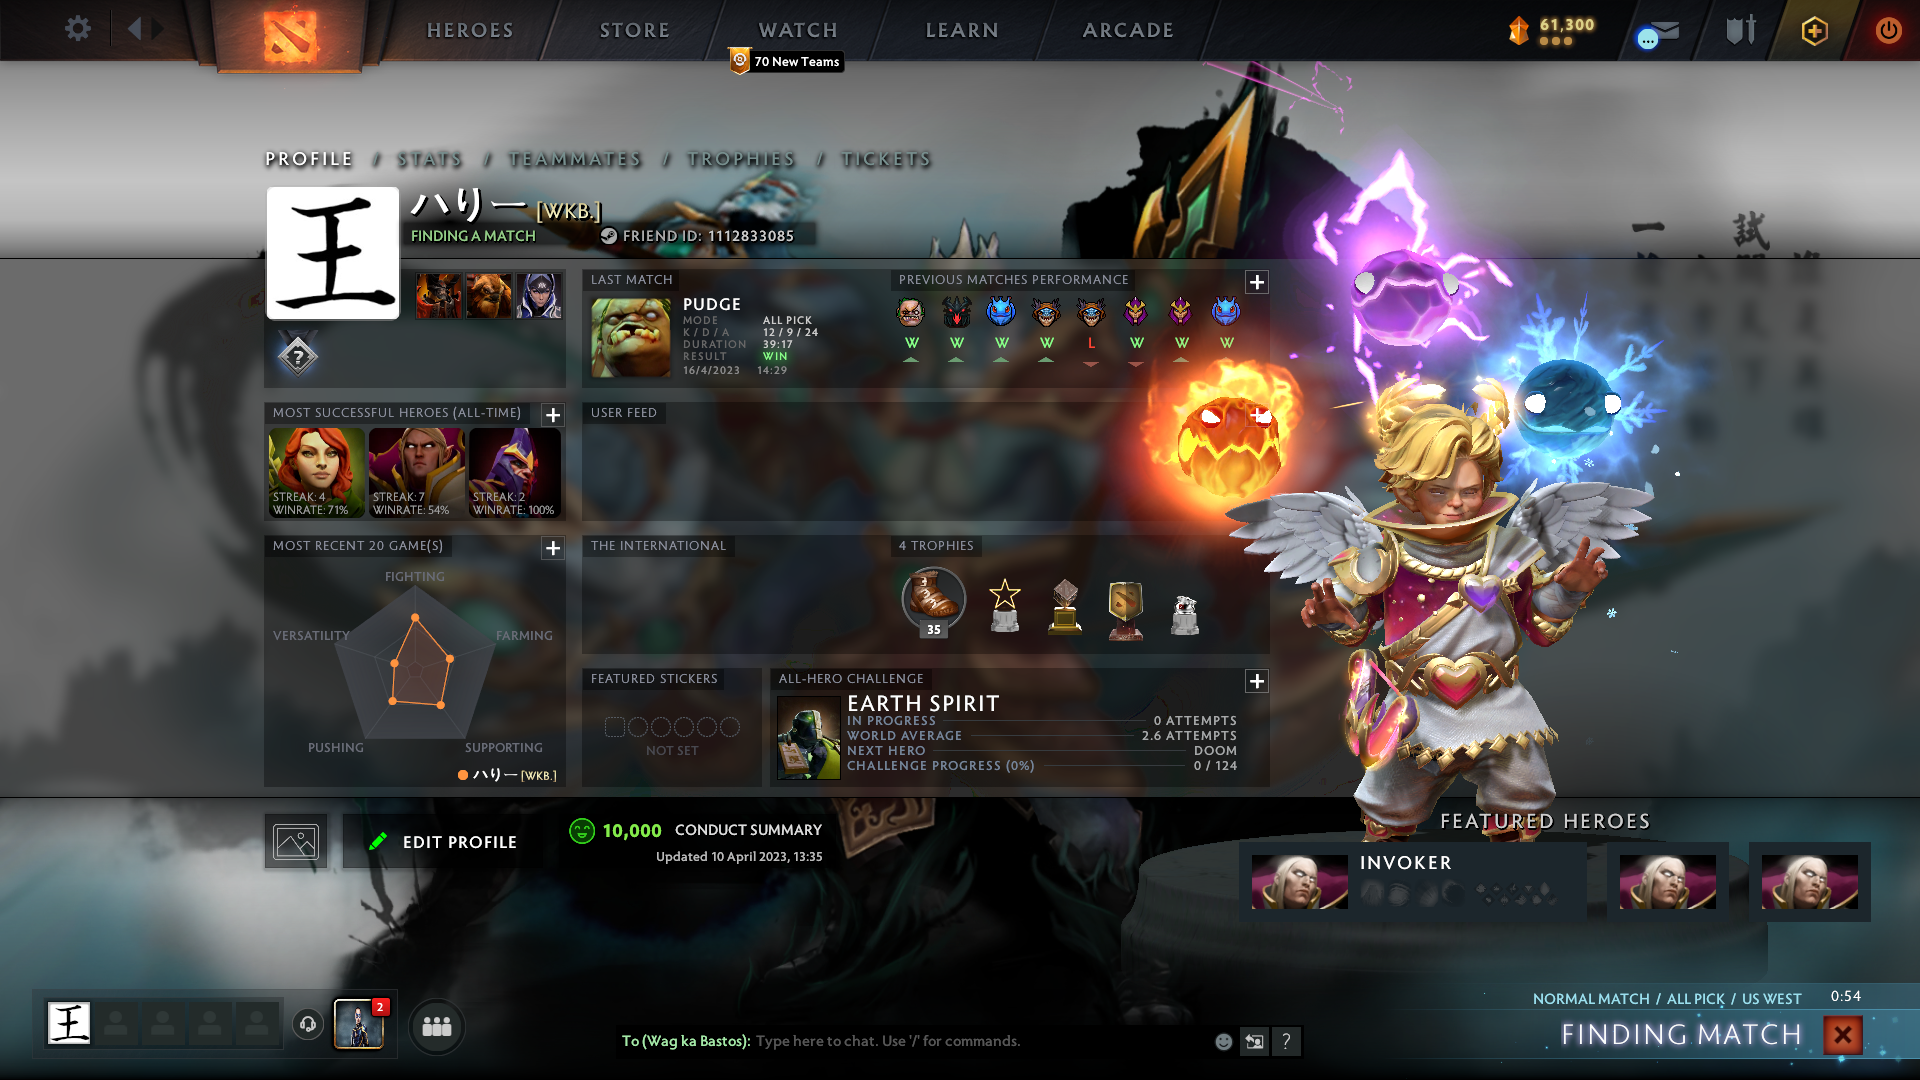 HEROES
STORE
WATCH
LEARN
ARCADE
61,300
70 New Teams
PROFILE / STATS / TEAMMATES / TROPHIES / TICKETS
ハリー [WKB.]
FINDING A MATCH
FRIEND ID: 1112833085
王
LAST MATCH
PUDGE
MODE ALL PICK
K / D / A 12 / 9 / 24
DURATION 39:17
RESULT WIN
16/4/2023 14:29
PREVIOUS MATCHES PERFORMANCE
W W W W L W W W
MOST SUCCESSFUL HEROES (ALL-TIME)
STREAK: 4
WINRATE: 71%
STREAK: 7
WINRATE: 54%
STREAK: 2
WINRATE: 100%
USER FEED
MOST RECENT 20 GAME(S)
FIGHTING
VERSATILITY
FARMING
PUSHING
SUPPORTING
ハリー [WKB.]
THE INTERNATIONAL
4 TROPHIES
35
FEATURED STICKERS
NOT SET
ALL-HERO CHALLENGE
EARTH SPIRIT
IN PROGRESS 0 ATTEMPTS
WORLD AVERAGE 2.6 ATTEMPTS
NEXT HERO DOOM
CHALLENGE PROGRESS (0%) 0 / 124
EDIT PROFILE
10,000 CONDUCT SUMMARY
Updated 10 April 2023, 13:35
FEATURED HEROES
INVOKER
王
2
To (Wag ka Bastos): Type here to chat. Use '/' for commands.
?
NORMAL MATCH / ALL PICK / US WEST 0:54
FINDING MATCH